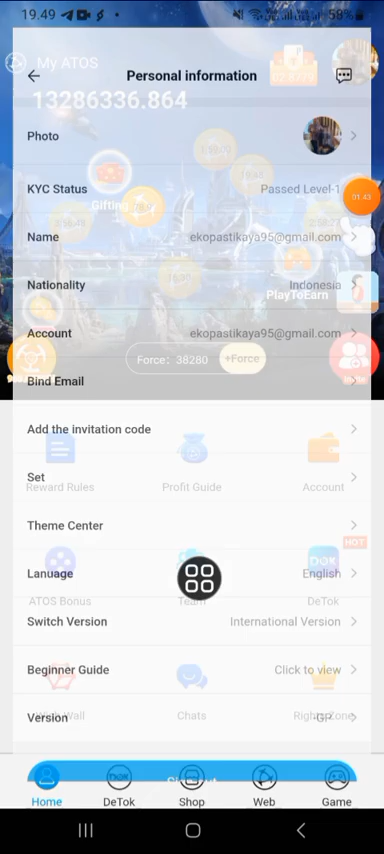 19.49
58%
My ATOS
Personal information
13286336.864
Photo
KYC Status Passed Level-1
01:43
Gifting
Name ekopastikaya95@gmail.com
Nationality Indonesia
PlayToEarn
Account ekopastikaya95@gmail.com
Force: 38280 +Force
Bind Email
Add the invitation code
Set
Reward Rules Profit Guide Account
Theme Center
HOT
Lanuage English
ATOS Bonus Team DeTok
Switch Version International Version
Beginner Guide Click to view
Version GP
Chats
Home DeTok Shop Web Game